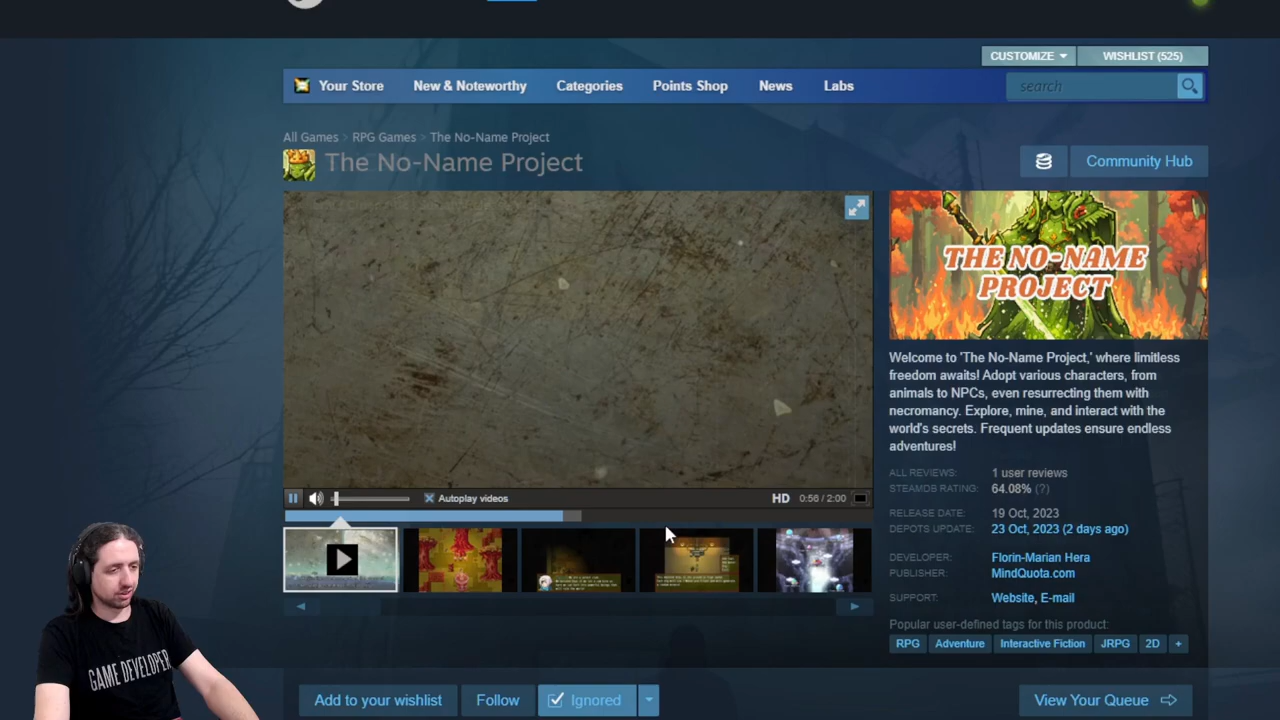 CUSTOMIZE
WISHLIST (525)
Your Store
New & Noteworthy
Categories
Points Shop
News
Labs
search
All Games > RPG Games > The No-Name Project
The No-Name Project
Community Hub
THE NO-NAME
PROJECT
Welcome to 'The No-Name Project,' where limitless
freedom awaits! Adopt various characters, from
animals to NPCs, even resurrecting them with
necromancy. Explore, mine, and interact with the
world's secrets. Frequent updates ensure endless
adventures!
ALL REVIEWS: 1 user reviews
STEAMDB RATING: 64.08% (?)
RELEASE DATE: 19 Oct, 2023
DEPOTS UPDATE: 23 Oct, 2023 (2 days ago)
DEVELOPER: Florin-Marian Hera
PUBLISHER: MindQuota.com
SUPPORT: Website, E-mail
Popular user-defined tags for this product:
RPG Adventure Interactive Fiction JRPG 2D +
Autoplay videos
HD 0:56 / 2:00
Add to your wishlist
Follow
Ignored
View Your Queue
GAME DEVELOPER